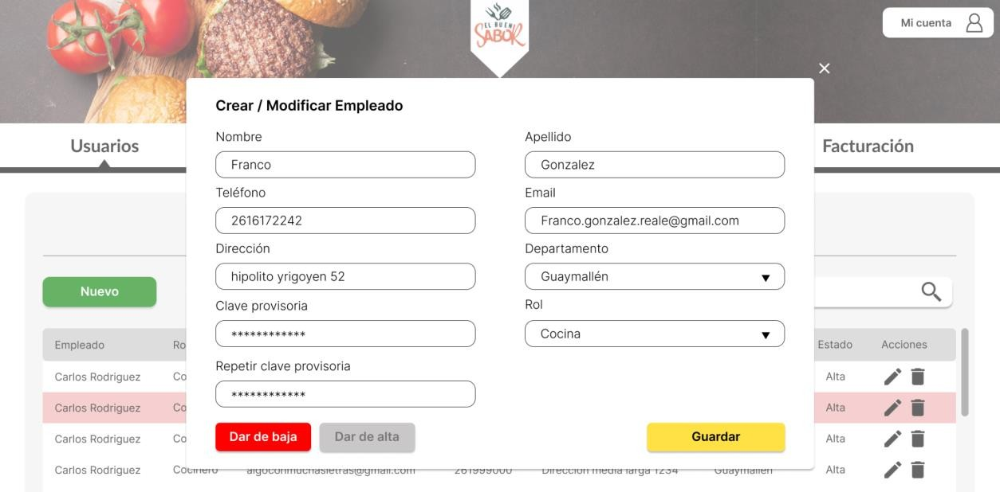 EL BUEN
SABOR
Mi cuenta
Usuarios
Facturación
Crear / Modificar Empleado
Nombre
Apellido
Franco
Gonzalez
Teléfono
Email
2616172242
Franco.gonzalez.reale@gmail.com
Dirección
Departamento
hipolito yrigoyen 52
Guaymallén
Clave provisoria
Rol
************
Cocina
Repetir clave provisoria
************
Dar de baja
Dar de alta
Guardar
Nuevo
Empleado Ro Estado Acciones
Carlos Rodriguez Co Alta
Carlos Rodriguez Co Alta
Carlos Rodriguez Co Alta
Carlos Rodriguez Cocinero algoconmuchasletras@gmail.com 261999000 Dirección media larga 1234 Guaymallén Alta